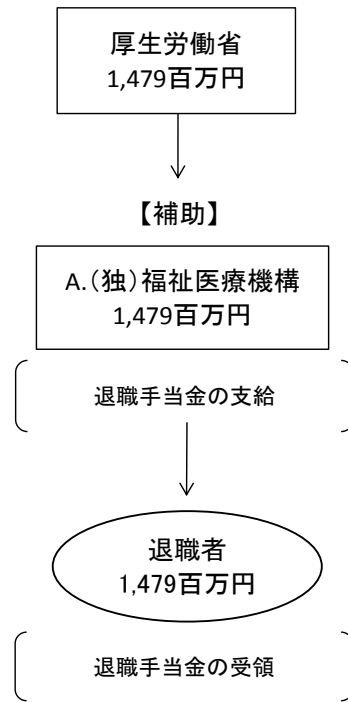 厚生労働省
1,479百万円
【補助】
A.（独）福祉医療機構
1,479百万円
退職手当金の支給
退職者
1,479百万円
退職手当金の受領